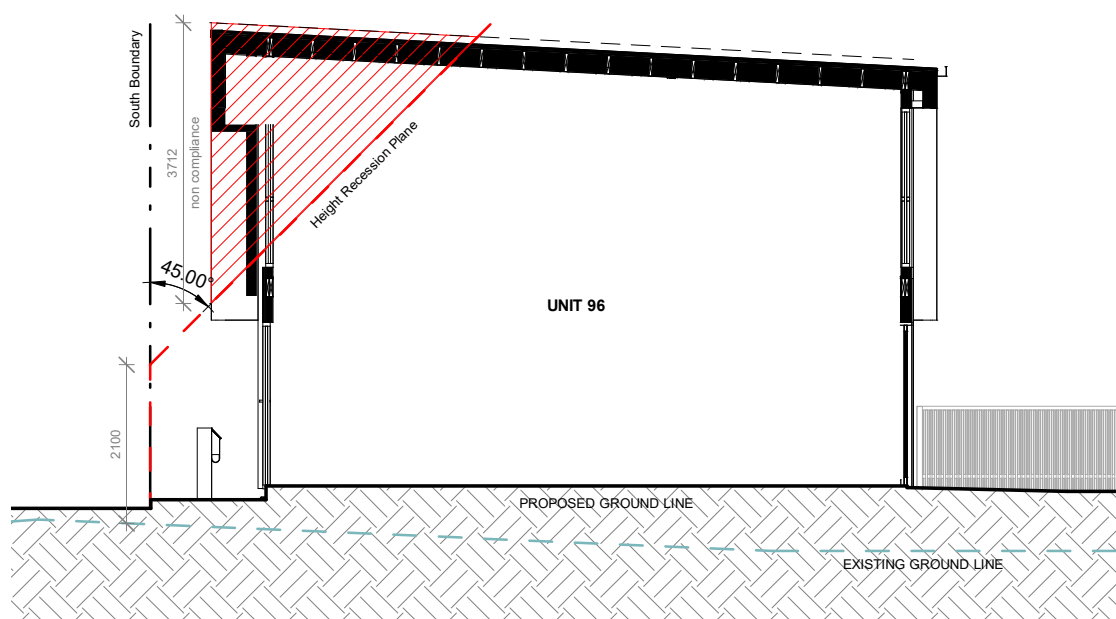 South Boundary
3712
non compliance
Height Recession Plane
45.00°
UNIT 96
2100
PROPOSED GROUND LINE
EXISTING GROUND LINE